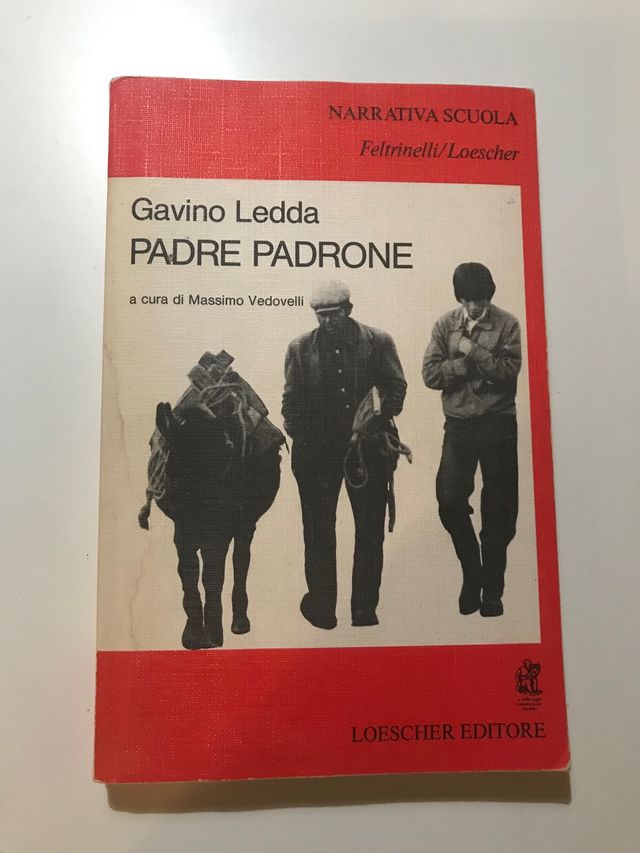 NARRATIVA SCUOLA
Feltrinelli/Loescher
Gavino Ledda
PADRE PADRONE
a cura di Massimo Vedovelli
LOESCHER EDITORE